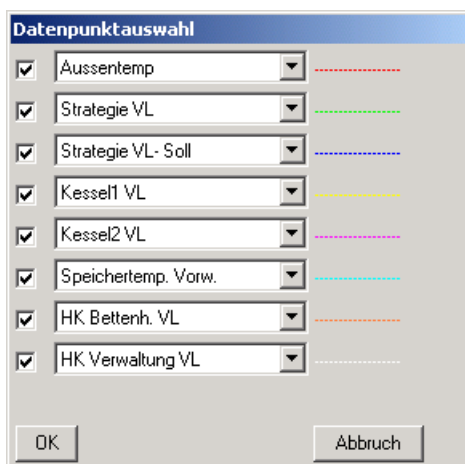 Datenpunktauswahl
Aussentemp
Strategie VL
Strategie VL- Soll
Kessel1 VL
Kessel2 VL
Speichertemp. Vorw.
HK Bettenh. VL
HK Verwaltung VL
OK Abbruch